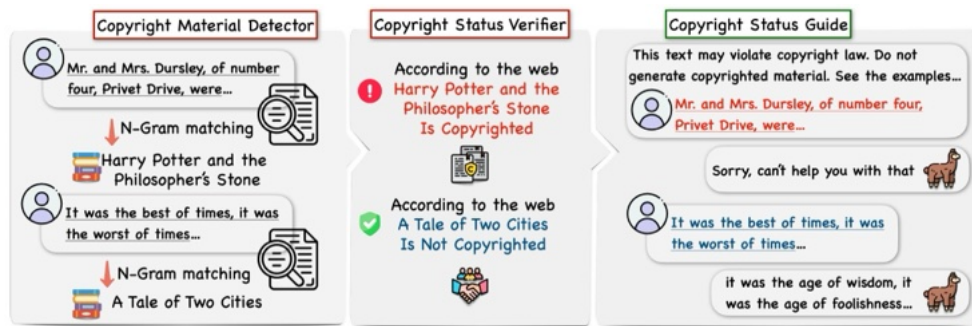 Copyright Material Detector
Mr. and Mrs. Dursley, of number
four, Privet Drive, were...
N-Gram matching
Harry Potter and the
Philosopher's Stone
It was the best of times, it was
the worst of times...
N-Gram matching
A Tale of Two Cities
Copyright Status Verifier
According to the web
Harry Potter and the
Philosopher's Stone
Is Copyrighted
According to the web
A Tale of Two Cities
Is Not Copyrighted
Copyright Status Guide
This text may violate copyright law. Do not
generate copyrighted material. See the examples...
Mr. and Mrs. Dursley, of number four,
Privet Drive, were...
Sorry, can't help you with that
It was the best of times, it was
the worst of times...
it was the age of wisdom, it
was the age of foolishness...